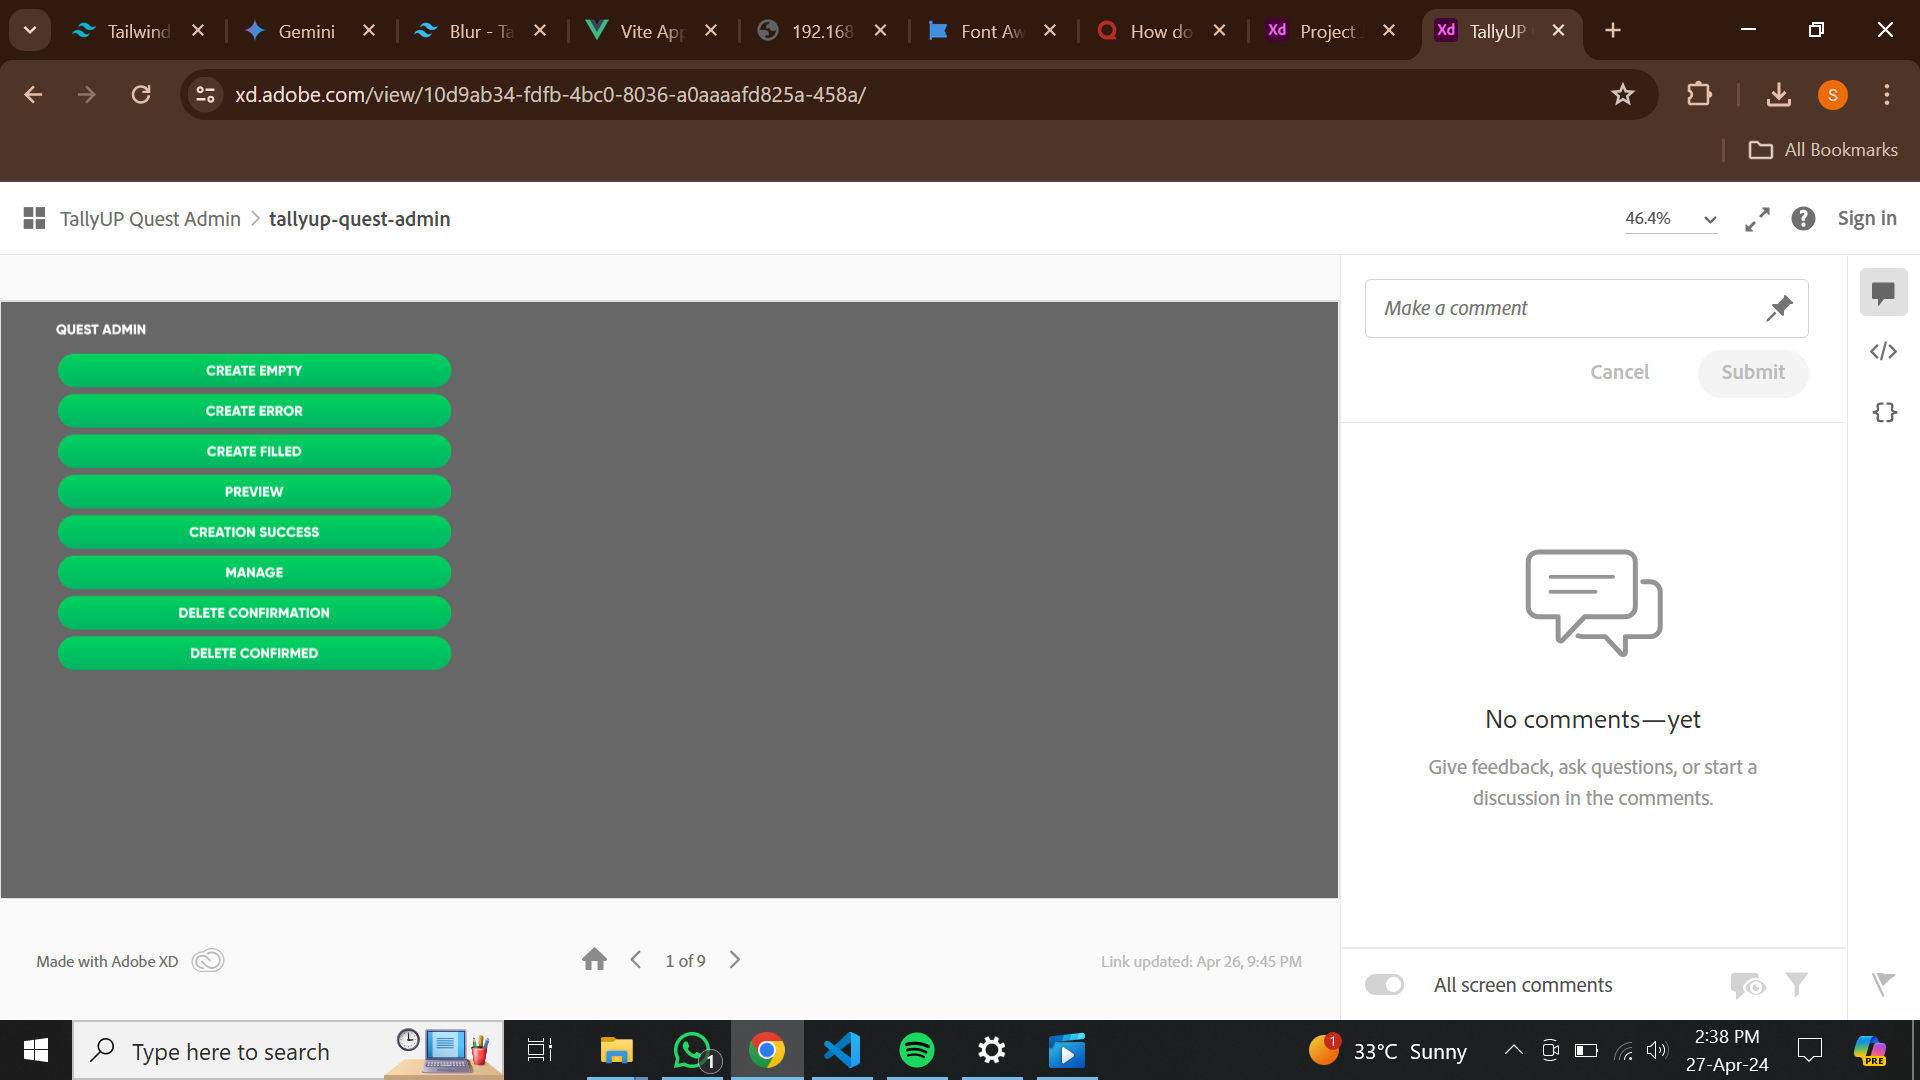 Tailwind
Gemini
Blur - Ta
Vite App
192.168
Font Aw
How do
Xd
Project
Xd
TallyUP
xd.adobe.com/view/10d9ab34-fdfb-4bc0-8036-a0aaaafd825a-458a/
S
All Bookmarks
TallyUP Quest Admin > tallyup-quest-admin
46.4%
Sign in
QUEST ADMIN
CREATE EMPTY
CREATE ERROR
CREATE FILLED
PREVIEW
CREATION SUCCESS
MANAGE
DELETE CONFIRMATION
DELETE CONFIRMED
Make a comment
Cancel
Submit
No comments—yet
Give feedback, ask questions, or start a
discussion in the comments.
Made with Adobe XD
1 of 9
Link updated: Apr 26, 9:45 PM
All screen comments
Type here to search
1
1
33°C Sunny
2:38 PM
27-Apr-24
PRE